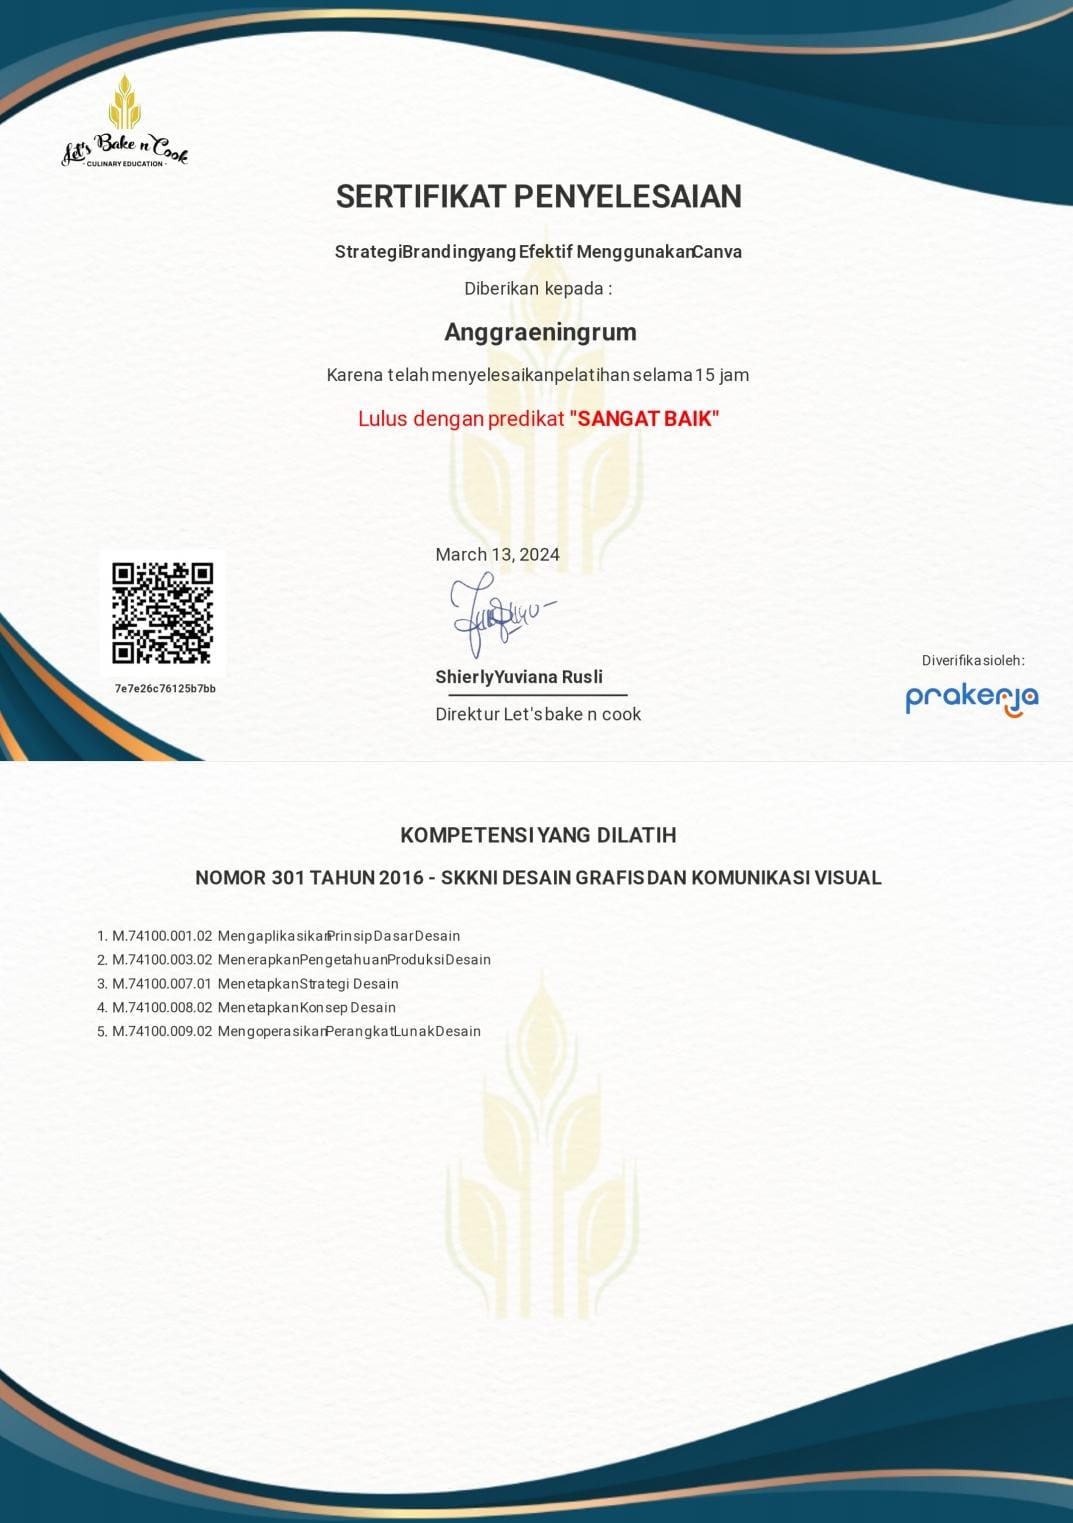 Let's Bake n Cook
- CULINARY EDUCATION -
SERTIFIKAT PENYELESAIAN
Strategi Branding yang Efektif Menggunakan Canva
Diberikan kepada :
Anggraeningrum
Karena telah menyelesaikan pelatihan selama 15 jam
Lulus dengan predikat "SANGAT BAIK"
March 13, 2024
Shierly Yuviana Rusli
Direktur Let's bake n cook
7e7e26c76125b7bb
Diverifikasi oleh:
prakerja
KOMPETENSI YANG DILATIH
NOMOR 301 TAHUN 2016 - SKKNI DESAIN GRAFIS DAN KOMUNIKASI VISUAL
1. M.74100.001.02 Mengaplikasikan Prinsip Dasar Desain
2. M.74100.003.02 Menerapkan Pengetahuan Produksi Desain
3. M.74100.007.01 Menetapkan Strategi Desain
4. M.74100.008.02 Menetapkan Konsep Desain
5. M.74100.009.02 Mengoperasikan Perangkat Lunak Desain